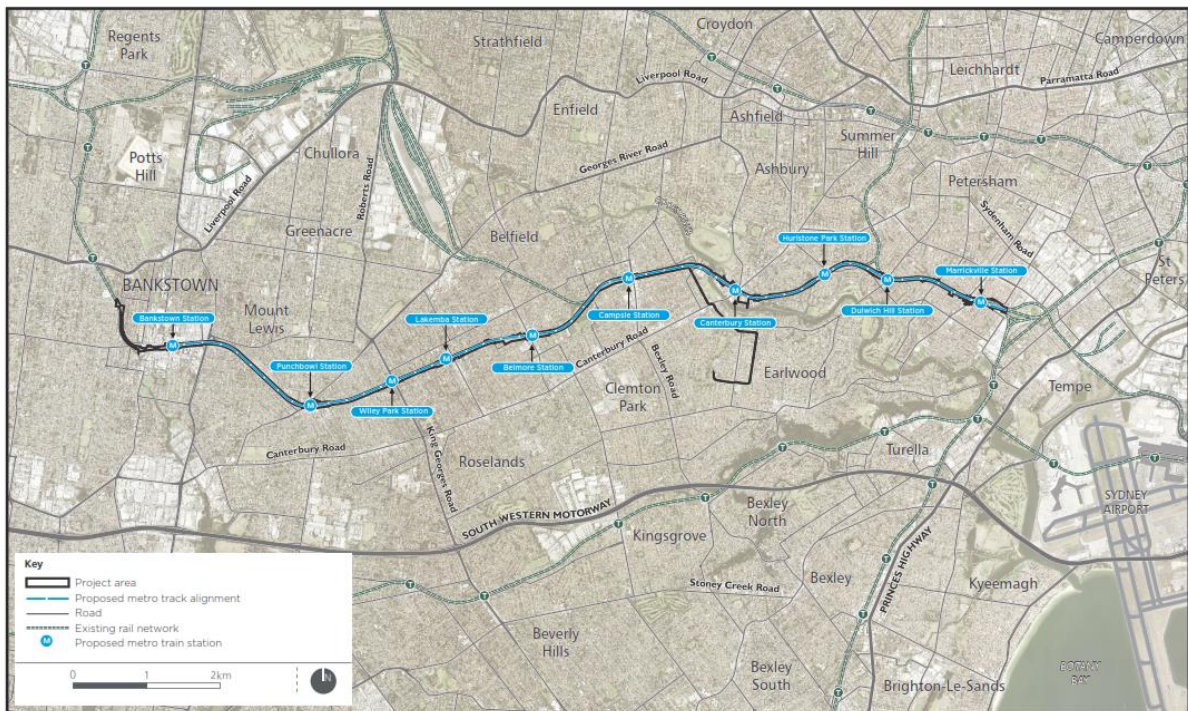 Regents
Park
Strathfield
Croydon
Camperdown
Leichhardt
Parramatta Road
Liverpool Road
Enfield
Ashfield
Summer
Hill
Potts
Hill
Chullora
Georges River Road
Ashbury
Petersham
Liverpool Road
Roberts Road
Greenacre
Belfield
Sydenham Road
Hurlstone Park Station
St
Peters
BANKSTOWN
Mount
Lewis
Marrickville Station
Bankstown Station
Lakemba Station
Campsie Station
Canterbury Station
Dulwich Hill Station
Punchbowl Station
Belmore Station
Canterbury Road
Bexley Road
Earlwood
Tempe
Wiley Park Station
Clemton
Park
Canterbury Road
King Georges Road
Roselands
Turella
SYDNEY
AIRPORT
SOUTH WESTERN MOTORWAY
Bexley
North
Kingsgrove
PRINCES HIGHWAY
Stoney Creek Road
Bexley
Kyeemagh
Beverly
Hills
Bexley
South
Brighton-Le-Sands
BOTANY
BAY
Key
Project area
Proposed metro track alignment
Road
Existing rail network
M Proposed metro train station
0 1 2km
N